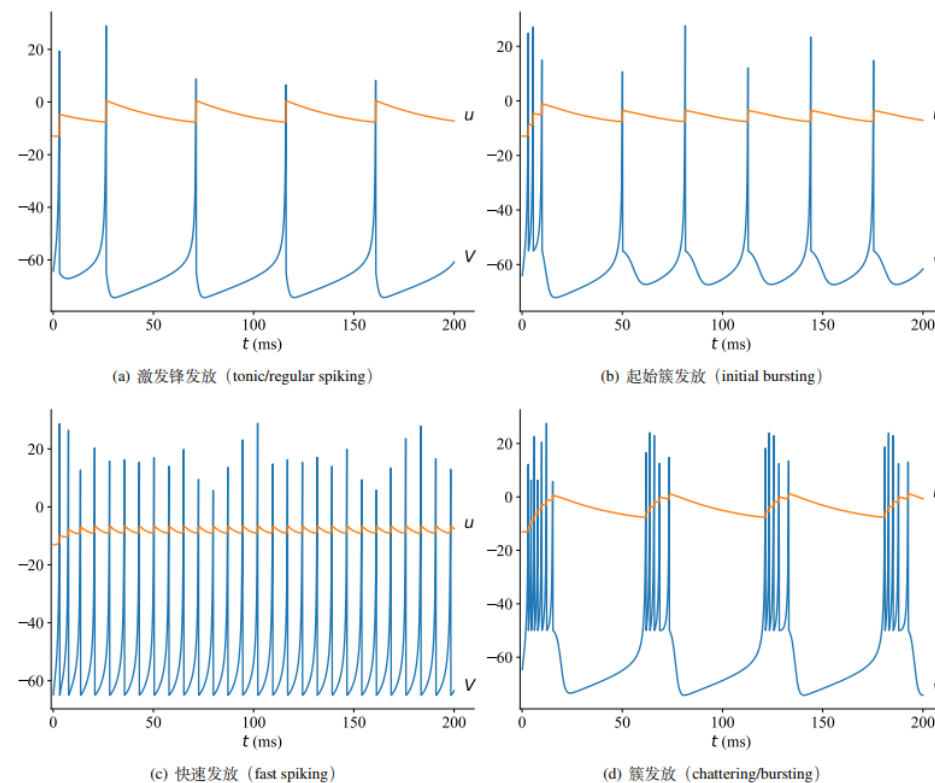 20
0
−20
−40
−60
u
V
0 50 100 150 200
t (ms)
(a) 激发锋发放（tonic/regular spiking）
20
0
−20
−40
−60
0 50 100 150 200
t (ms)
(b) 起始簇发放（initial bursting）
20
0
−20
−40
−60
u
V
0 50 100 150 200
t (ms)
(c) 快速发放（fast spiking）
20
0
−20
−40
−60
0 50 100 150 200
t (ms)
(d) 簇发放（chattering/bursting）